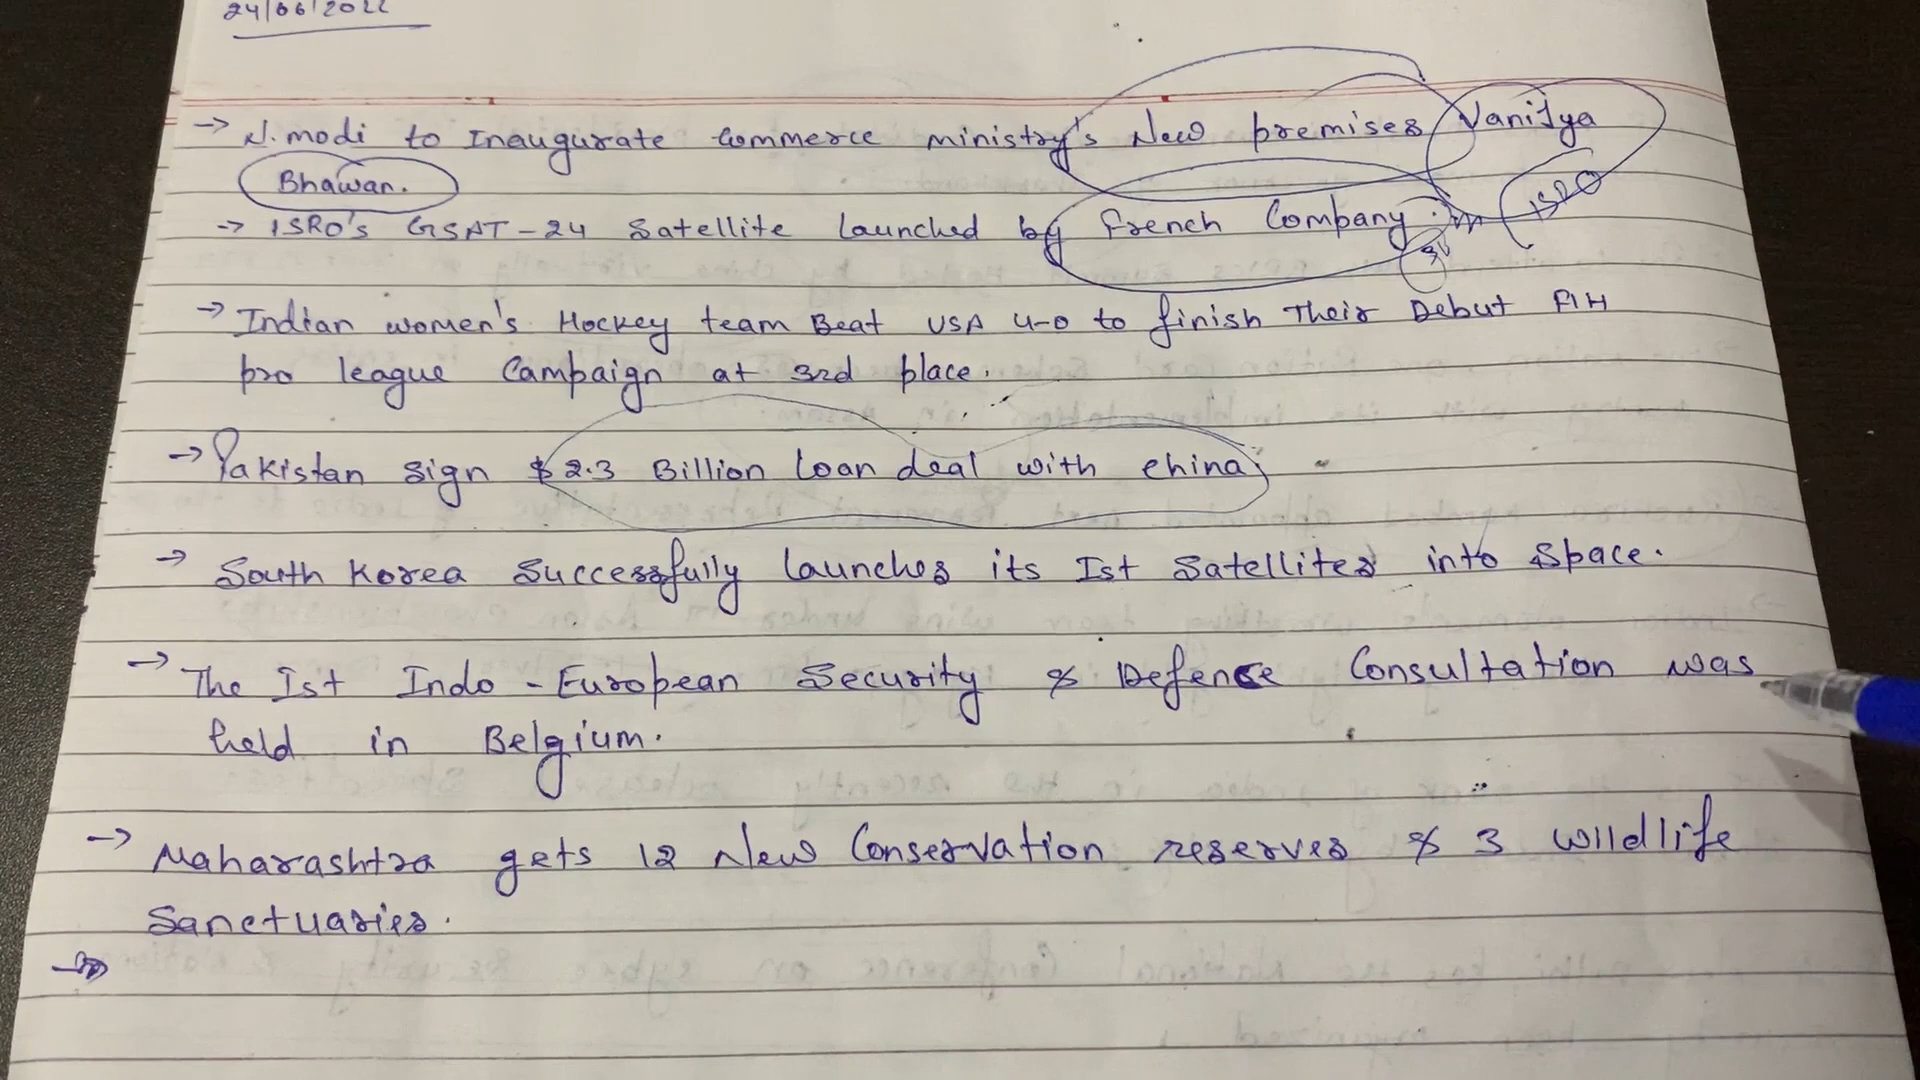 24/06/2022
→ N. modi to Inaugurate Commerce ministry's New premises Vanijya
Bhawan.
→ ISRO's GSAT-24 Satellite Launched by French Company. ISRO
→ Indian women's Hockey team Beat USA 4-0 to finish Their Debut FIH
pro league Campaign at 3rd place.
→ Pakistan sign $2.3 Billion loan deal with China
→ South Korea Successfully launches its Ist Satellites into Space.
→ The Ist Indo-European Security & Defence Consultation was
held in Belgium.
→ Maharashtra gets 12 New Conservation reserves & 3 wildlife
Sanctuaries.
→